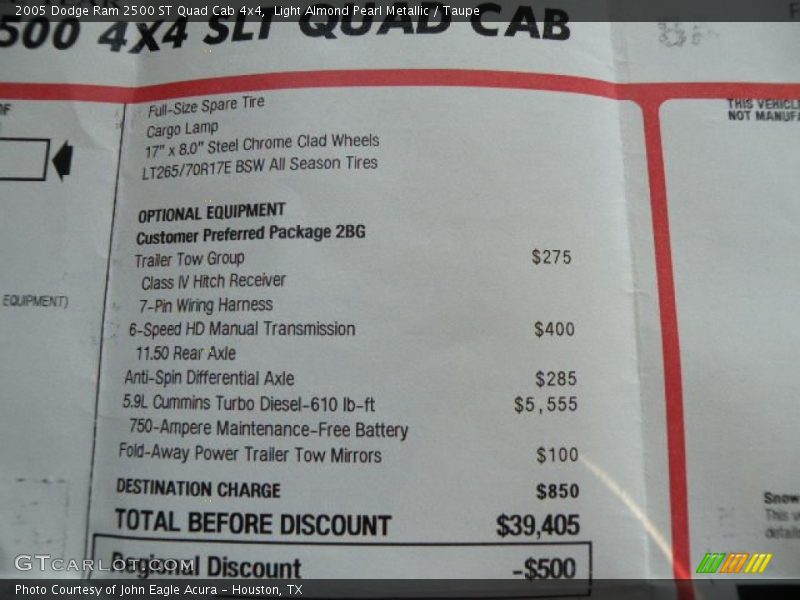 2005 Dodge Ram 2500 ST Quad Cab 4x4, Light Almond Pearl Metallic / Taupe
500 4X4 SLT QUAD CAB
Full-Size Spare Tire
Cargo Lamp
17" x 8.0" Steel Chrome Clad Wheels
LT265/70R17E BSW All Season Tires
THIS VEHICL
NOT MANUFA
OPTIONAL EQUIPMENT
Customer Preferred Package 2BG
Trailer Tow Group $275
Class IV Hitch Receiver
EQUIPMENT)
7-Pin Wiring Harness
6-Speed HD Manual Transmission $400
11.50 Rear Axle
Anti-Spin Differential Axle $285
5.9L Cummins Turbo Diesel-610 lb-ft $5,555
750-Ampere Maintenance-Free Battery
Fold-Away Power Trailer Tow Mirrors $100
DESTINATION CHARGE $850
Snow
This v
details
TOTAL BEFORE DISCOUNT $39,405
Regional Discount -$500
GTCARLOT.COM
Photo Courtesy of John Eagle Acura - Houston, TX